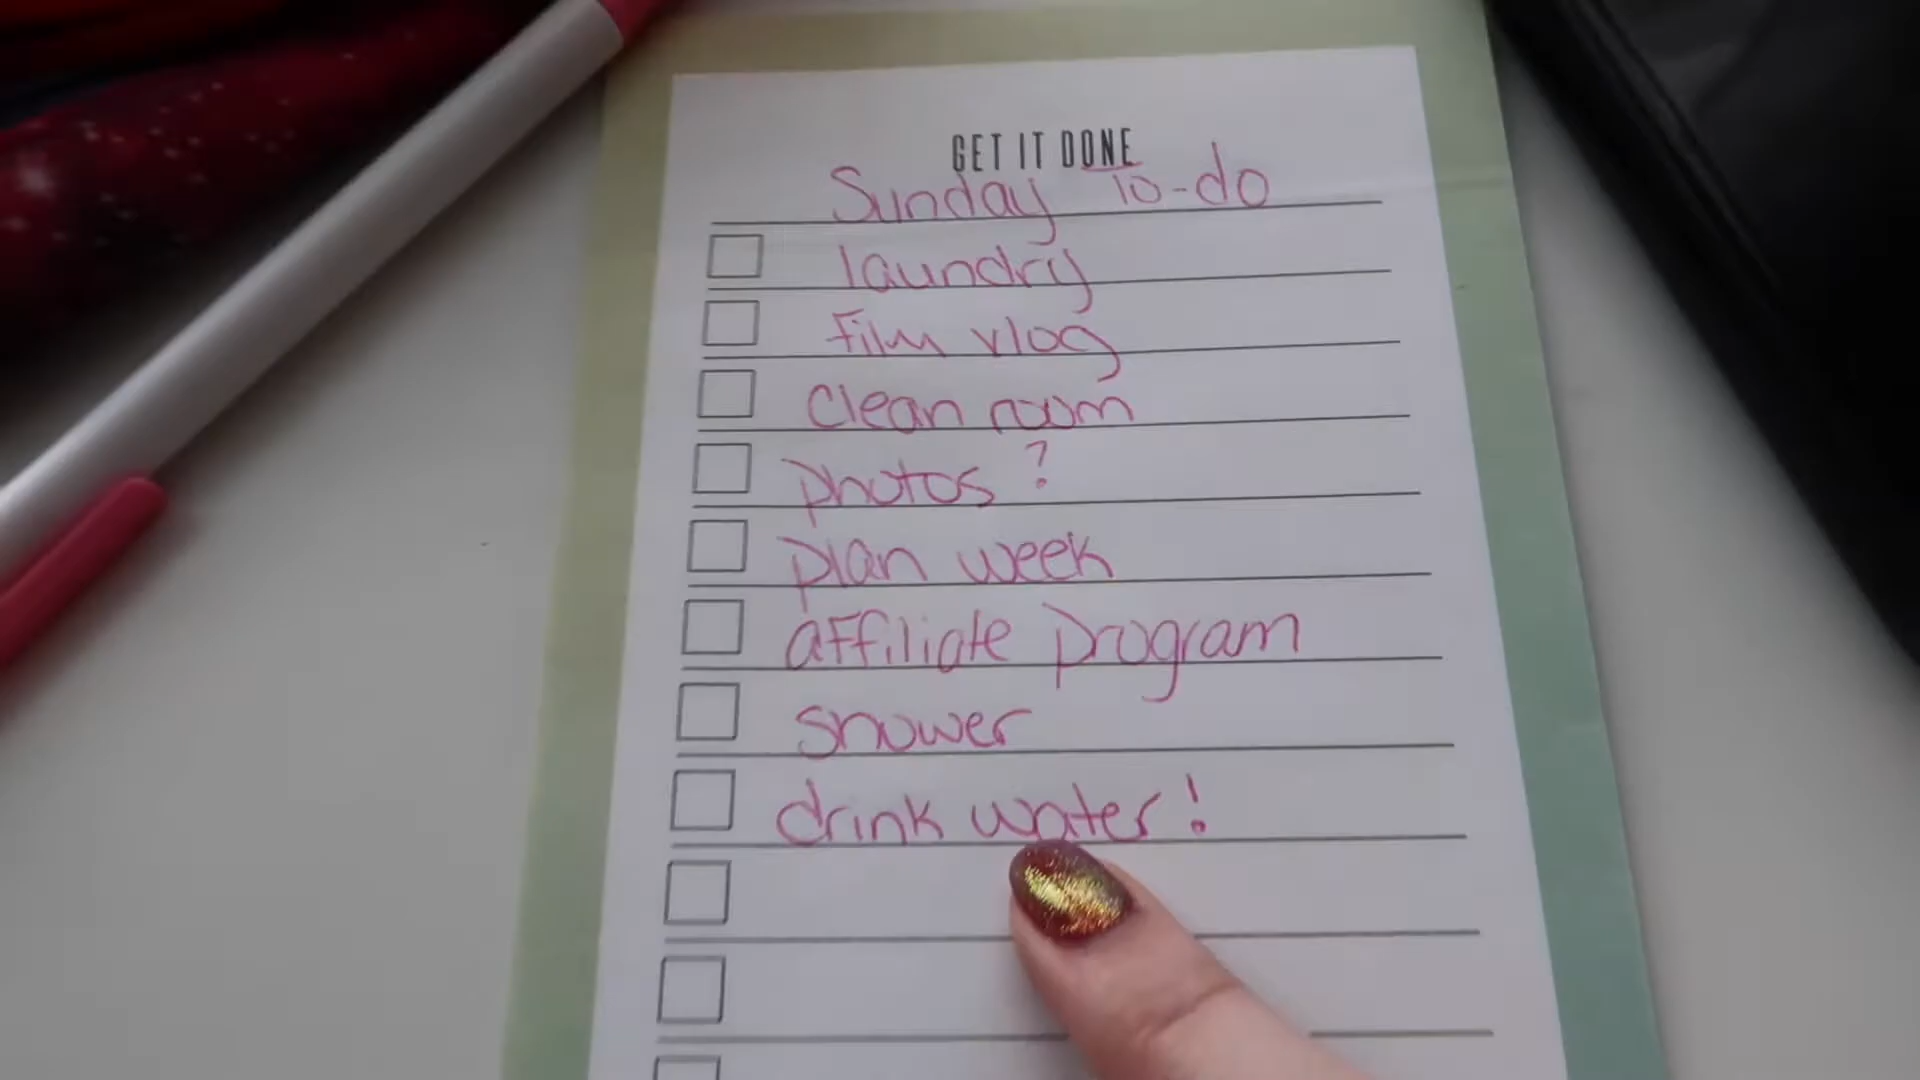 GET IT DONE
Sunday To-do
laundry
film vlog
clean room
photos?
plan week
affiliate program
shower
drink water!